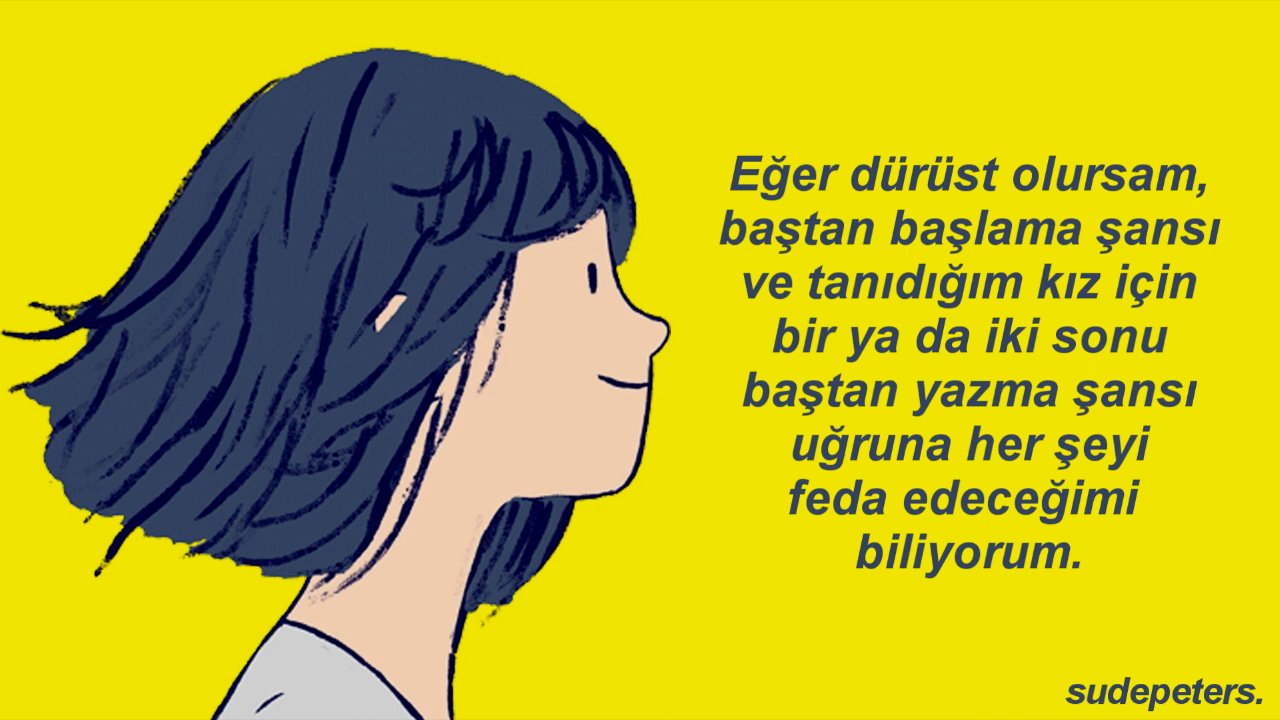 Eğer dürüst olursam,
baştan başlama şansı
ve tanıdığım kız için
bir ya da iki sonu
baştan yazma şansı
uğruna her şeyi
feda edeceğimi
biliyorum.
sudepeters.